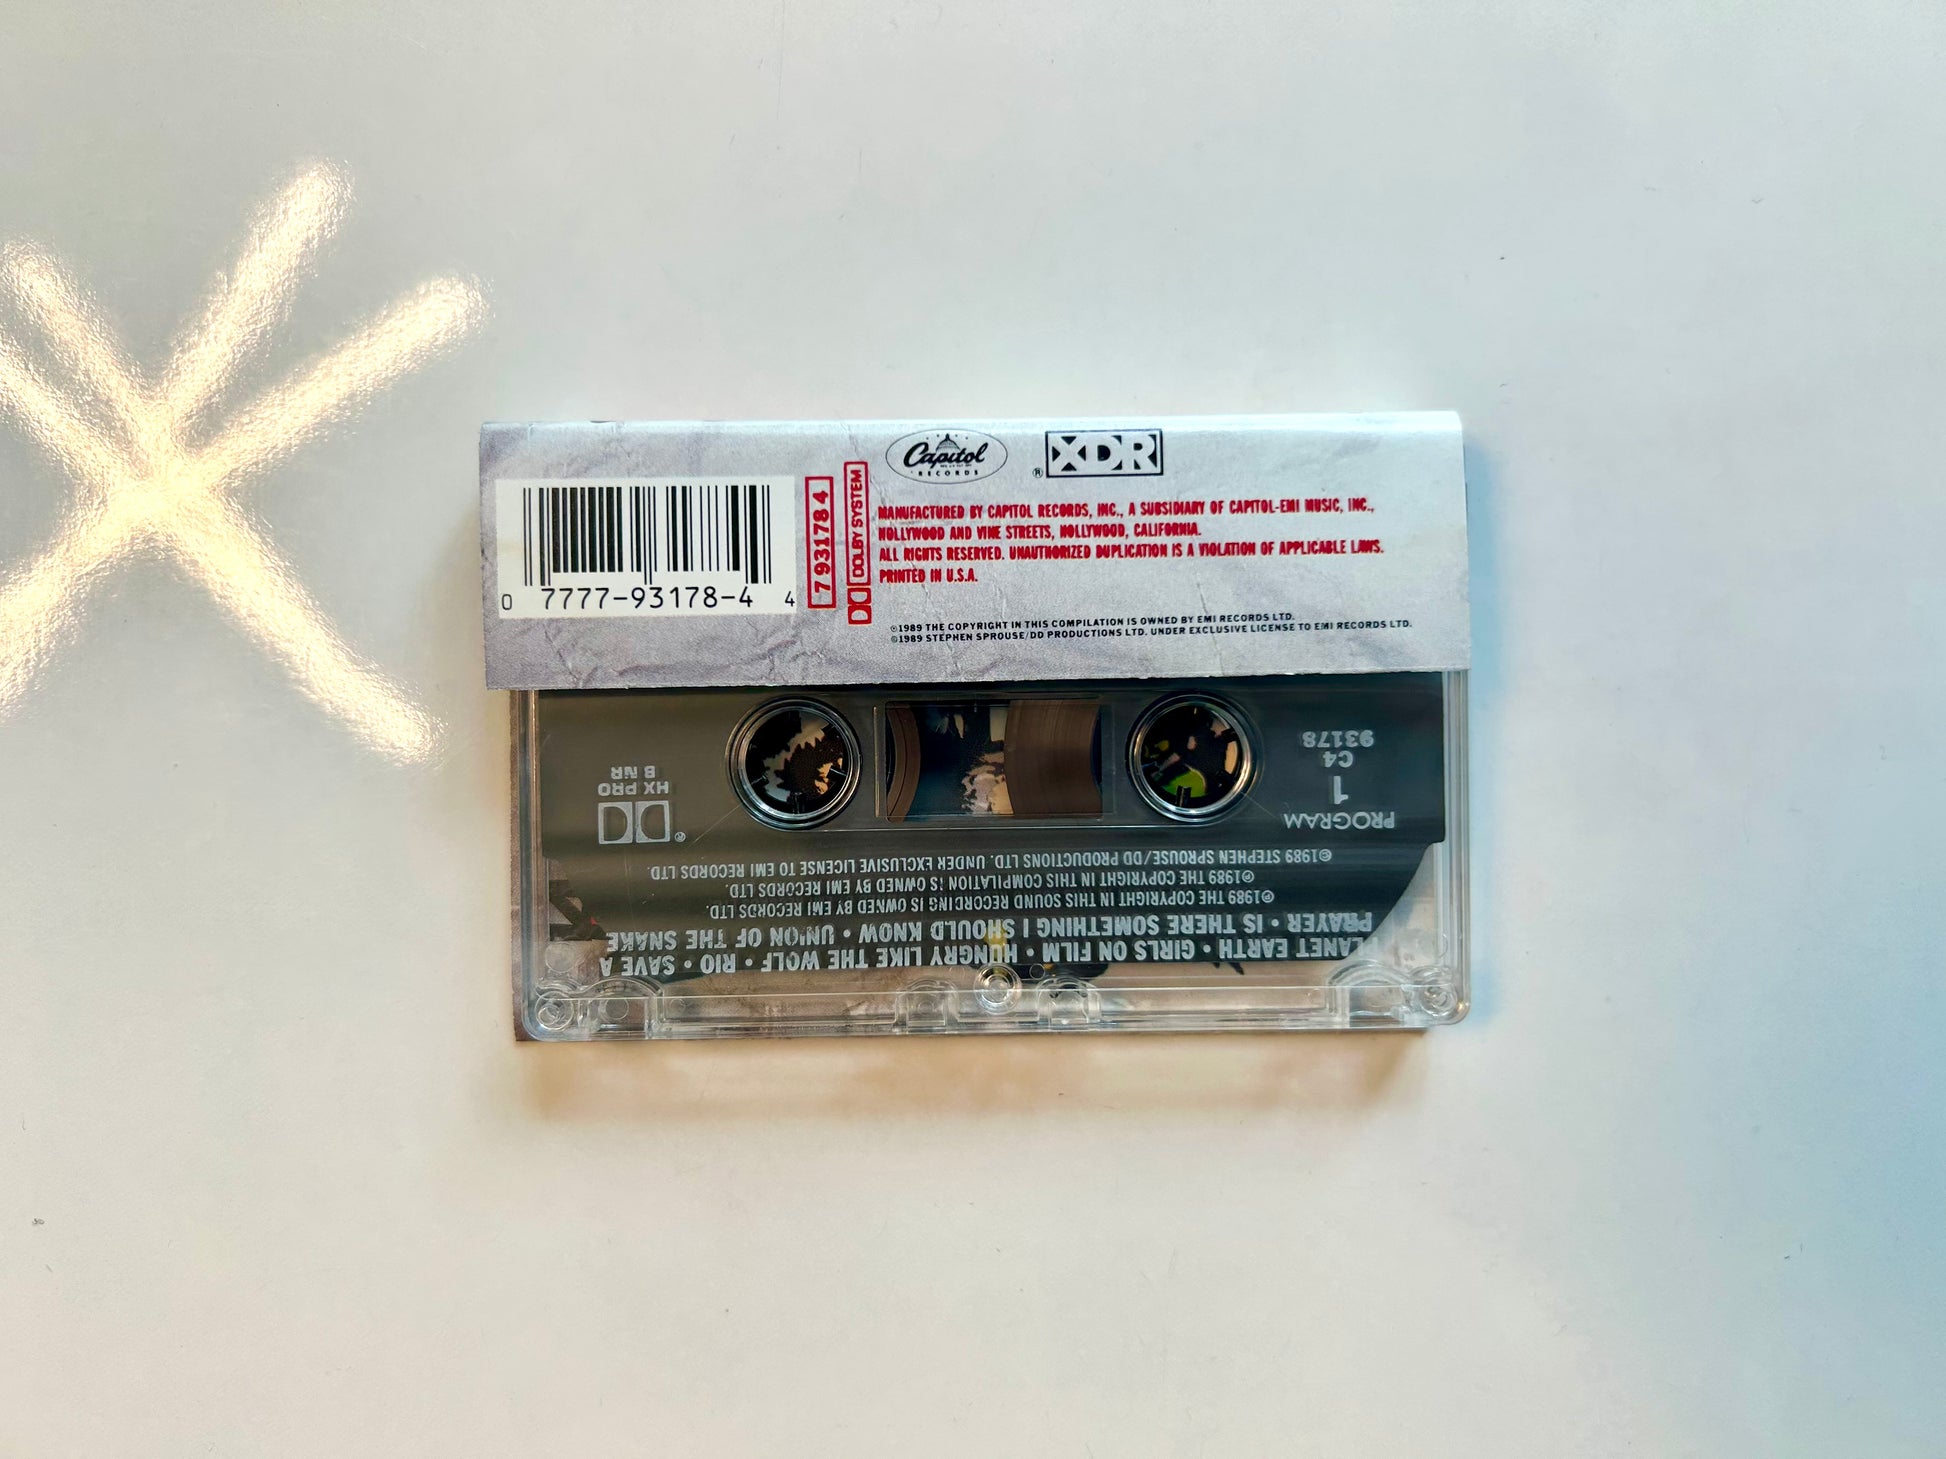 Capitol
RECORDS
® XDR
0 7777-93178-4 4
7 93178 4
DOLBY SYSTEM
MANUFACTURED BY CAPITOL RECORDS, INC., A SUBSIDIARY OF CAPITOL-EMI MUSIC, INC.,
HOLLYWOOD AND VINE STREETS, HOLLYWOOD, CALIFORNIA.
ALL RIGHTS RESERVED. UNAUTHORIZED DUPLICATION IS A VIOLATION OF APPLICABLE LAWS.
PRINTED IN U.S.A.
℗1989 THE COPYRIGHT IN THIS COMPILATION IS OWNED BY EMI RECORDS LTD.
©1989 STEPHEN SPROUSE/DD PRODUCTIONS LTD. UNDER EXCLUSIVE LICENSE TO EMI RECORDS LTD.
PLANET EARTH • GIRLS ON FILM • HUNGRY LIKE THE WOLF • RIO • SAVE A
PRAYER • IS THERE SOMETHING I SHOULD KNOW • UNION OF THE SNAKE
℗1989 THE COPYRIGHT IN THIS SOUND RECORDING IS OWNED BY EMI RECORDS LTD.
℗1989 THE COPYRIGHT IN THIS COMPILATION IS OWNED BY EMI RECORDS LTD.
©1989 STEPHEN SPROUSE/DD PRODUCTIONS LTD. UNDER EXCLUSIVE LICENSE TO EMI RECORDS LTD.
PROGRAM
1
C4
93178
®
HX PRO
B NR